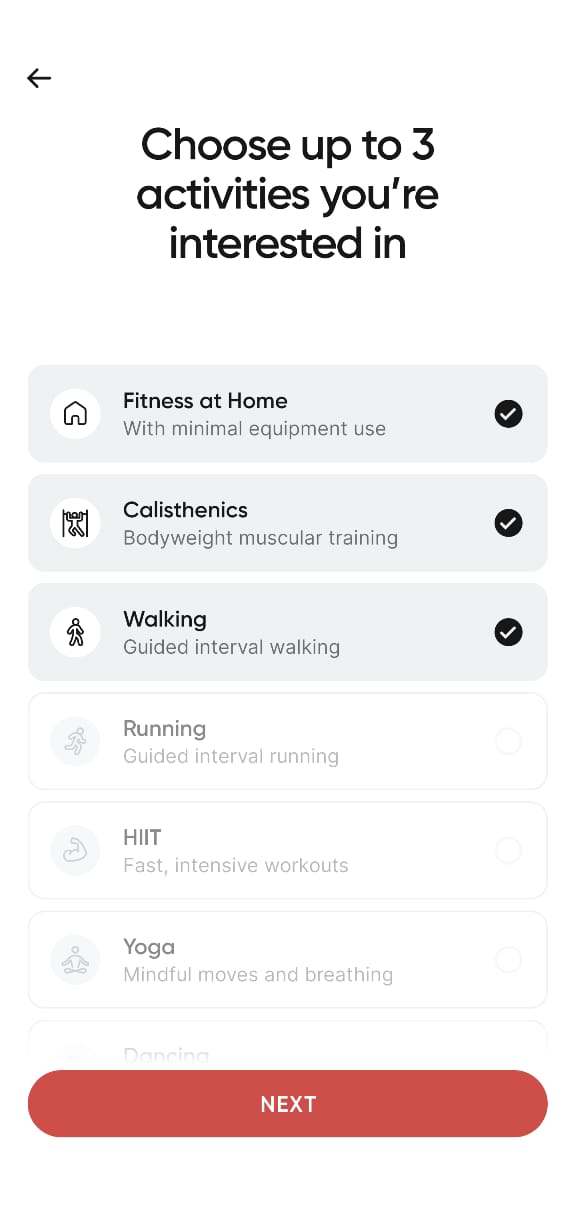 Choose up to 3
activities you’re
interested in
Fitness at Home
With minimal equipment use
Calisthenics
Bodyweight muscular training
Walking
Guided interval walking
Running
Guided interval running
HIIT
Fast, intensive workouts
Yoga
Mindful moves and breathing
Dancing
NEXT